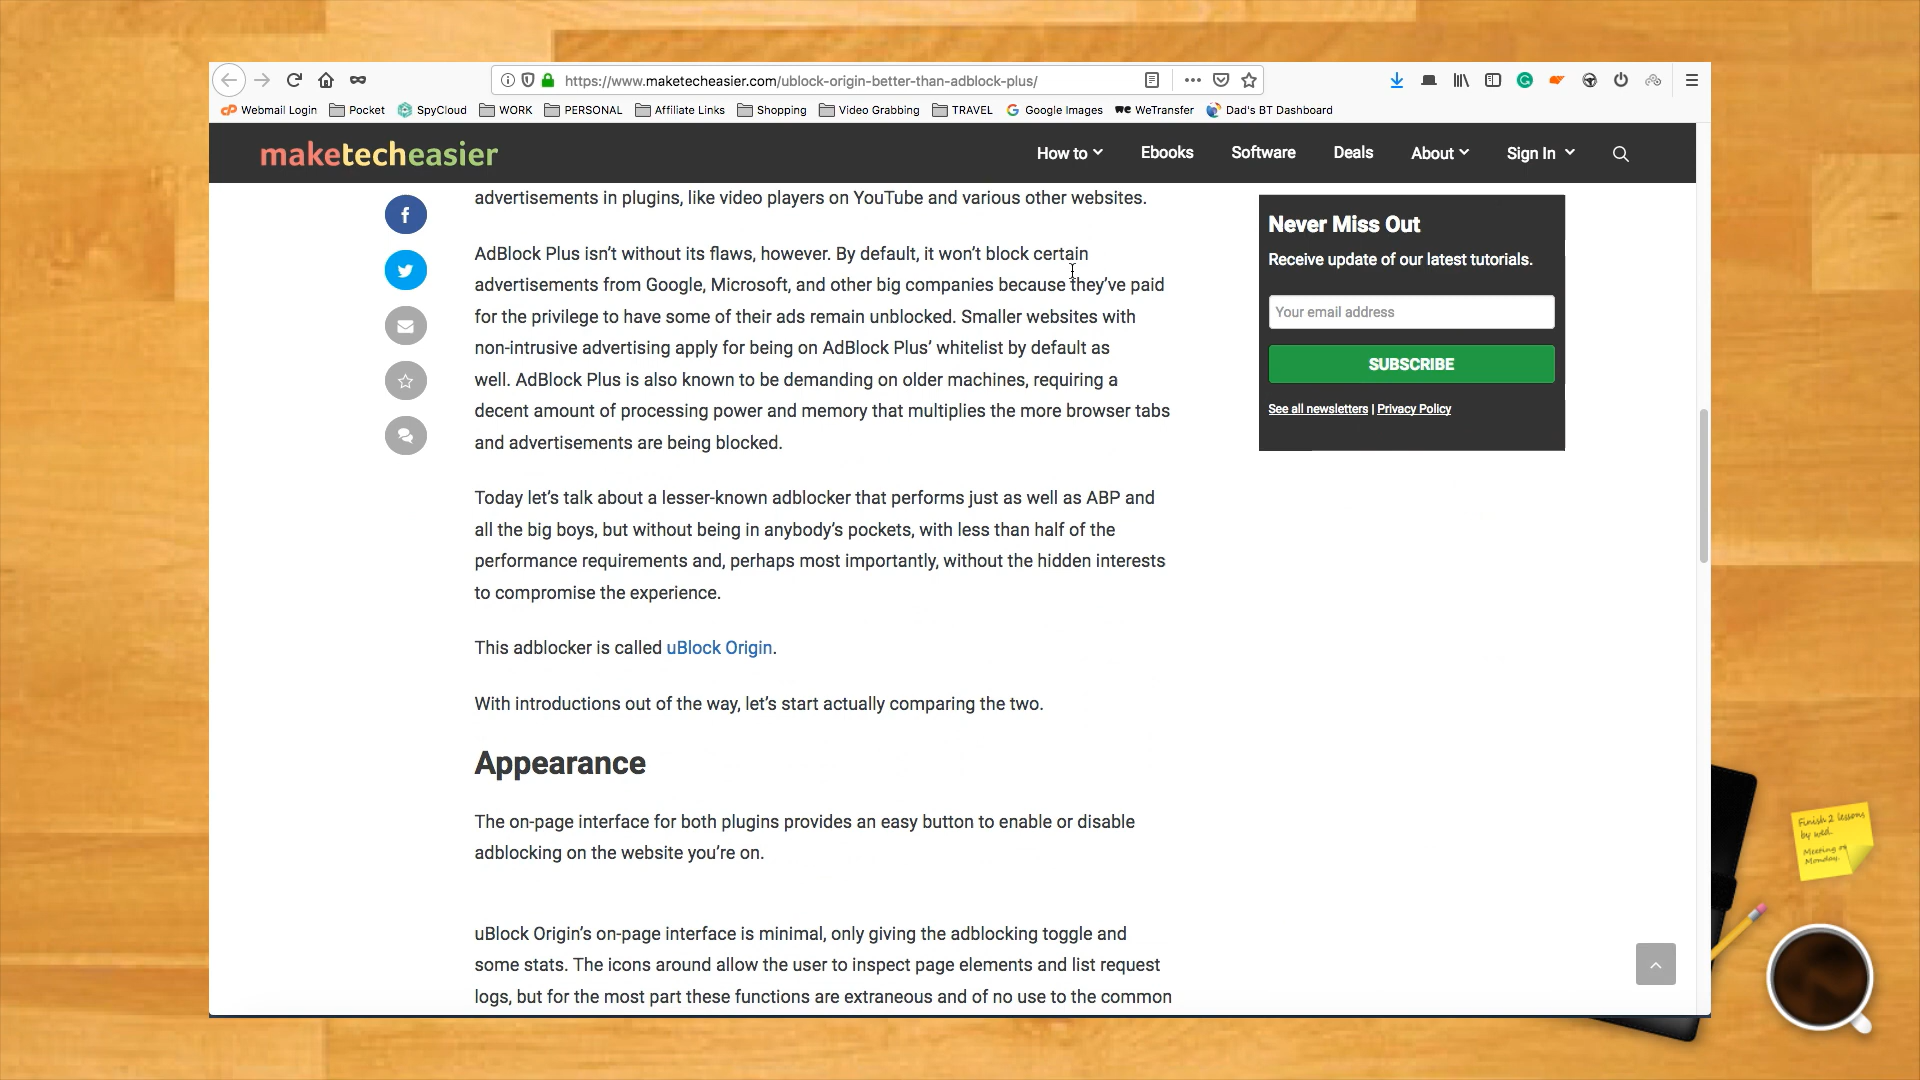 https://www.maketecheasier.com/ublock-origin-better-than-adblock-plus/
Webmail Login Pocket SpyCloud WORK PERSONAL Affiliate Links Shopping Video Grabbing TRAVEL Google Images WeTransfer Dad's BT Dashboard
maketecheasier How to Ebooks Software Deals About Sign In
advertisements in plugins, like video players on YouTube and various other websites.
AdBlock Plus isn’t without its flaws, however. By default, it won’t block certain
advertisements from Google, Microsoft, and other big companies because they’ve paid
for the privilege to have some of their ads remain unblocked. Smaller websites with
non-intrusive advertising apply for being on AdBlock Plus’ whitelist by default as
well. AdBlock Plus is also known to be demanding on older machines, requiring a
decent amount of processing power and memory that multiplies the more browser tabs
and advertisements are being blocked.
Today let’s talk about a lesser-known adblocker that performs just as well as ABP and
all the big boys, but without being in anybody’s pockets, with less than half of the
performance requirements and, perhaps most importantly, without the hidden interests
to compromise the experience.
This adblocker is called uBlock Origin.
With introductions out of the way, let’s start actually comparing the two.
Appearance
The on-page interface for both plugins provides an easy button to enable or disable
adblocking on the website you’re on.
uBlock Origin’s on-page interface is minimal, only giving the adblocking toggle and
some stats. The icons around allow the user to inspect page elements and list request
logs, but for the most part these functions are extraneous and of no use to the common
Never Miss Out
Receive update of our latest tutorials.
Your email address
SUBSCRIBE
See all newsletters | Privacy Policy
Finish 2 lessons
by wed.
Meeting on
Monday.